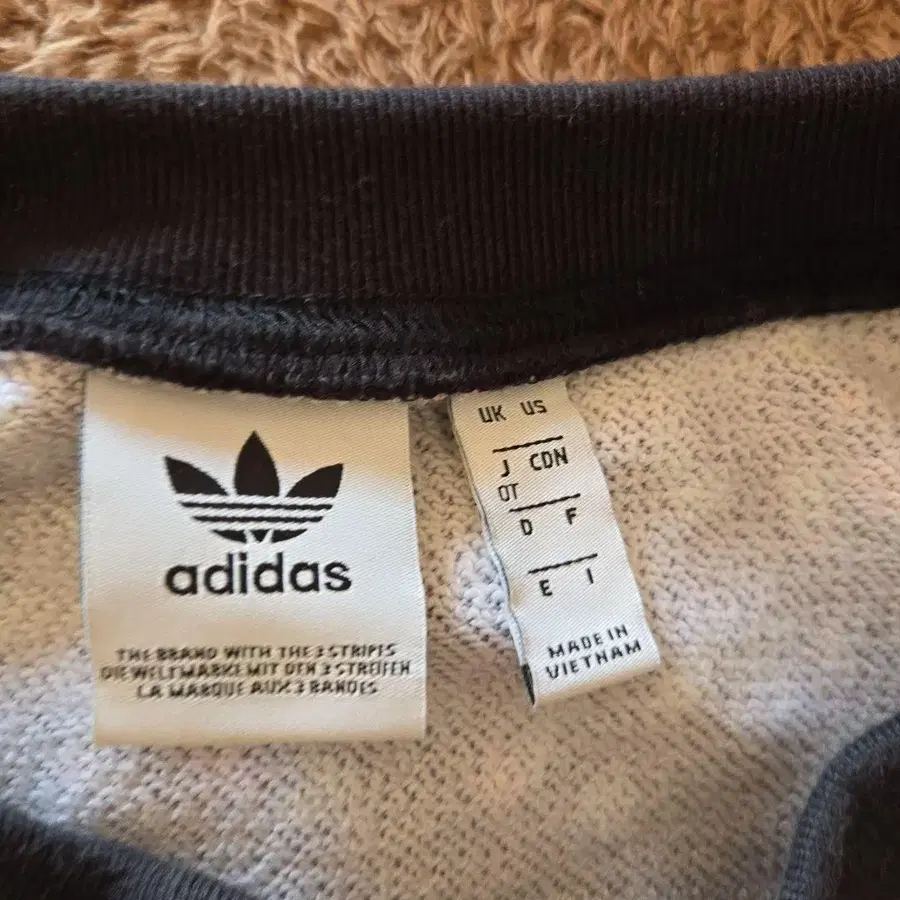 adidas
THE BRAND WITH THE 3 STRIPES
DIE WELTMARKE MIT DEN 3 STREIFEN
LA MARQUE AUX 3 BANDES
UK US
J CDN
OT
D F
E I
MADE IN
VIETNAM